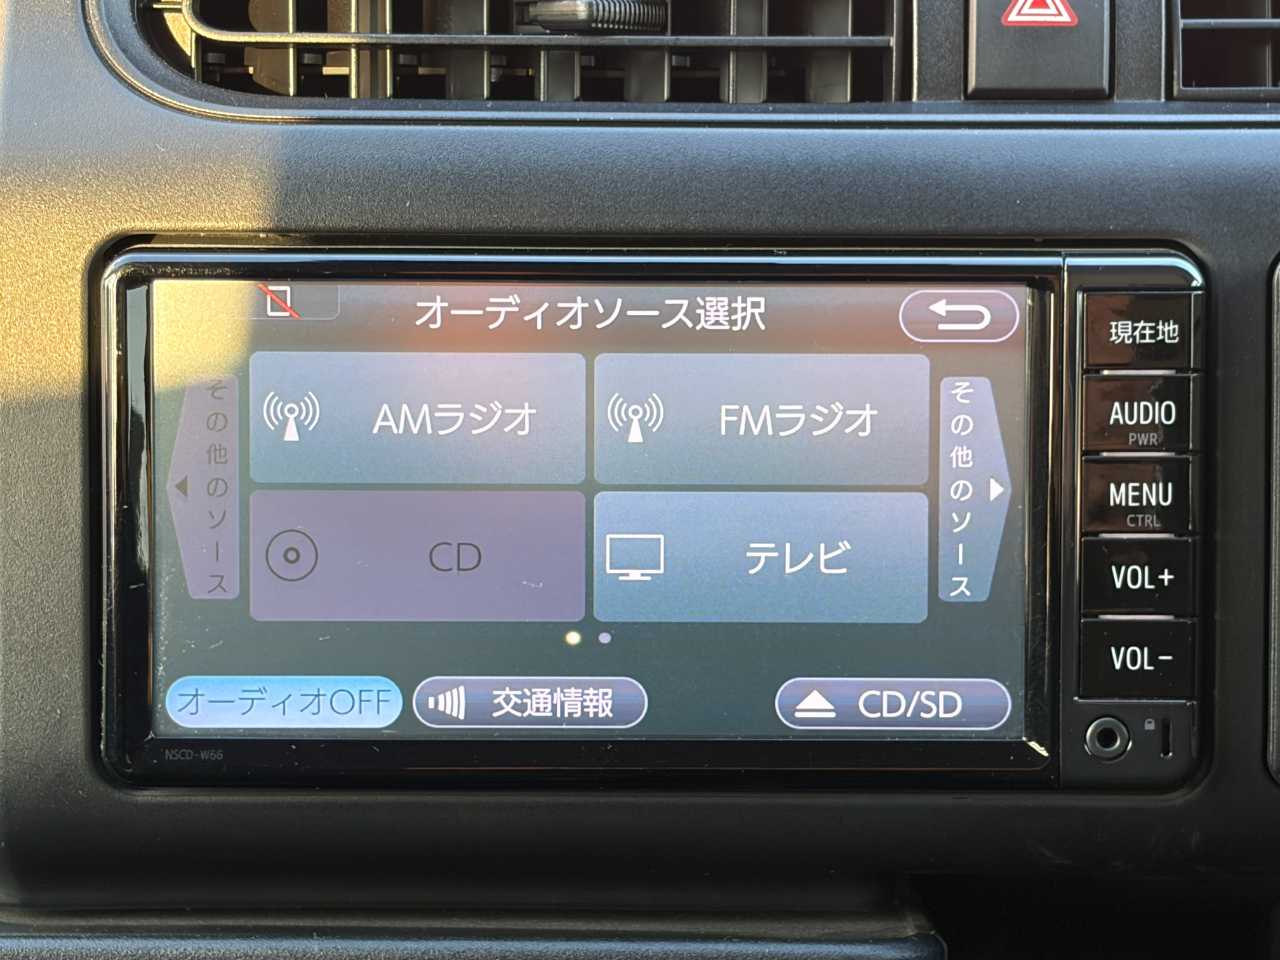 オーディオソース選択
現在地
その他のソース
AMラジオ
FMラジオ
その他のソース
AUDIO
PWR
CD
テレビ
MENU
CTRL
VOL+
VOL-
オーディオOFF
交通情報
CD/SD
NSCD-W66